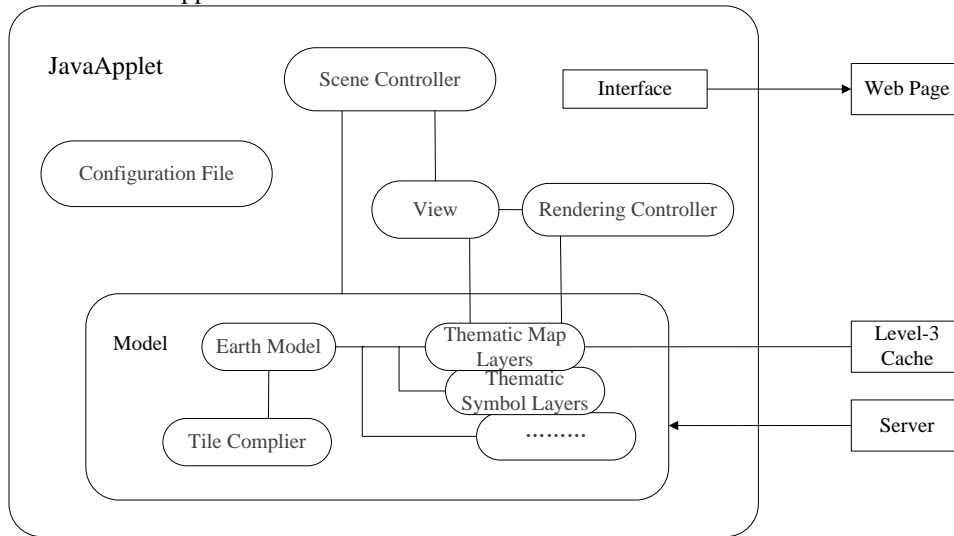 JavaApplet
Scene Controller
Interface
Web Page
Configuration File
View
Rendering Controller
Model
Earth Model
Thematic Map
Layers
Level-3
Cache
Thematic
Symbol Layers
Tile Complier
………
Server